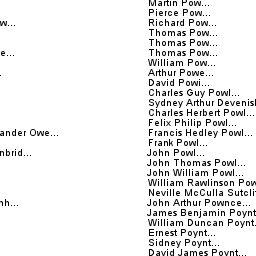 Martin Pow...
Pierce Pow...
w... Richard Pow...
Thomas Pow...
Thomas Pow...
e... Thomas Pow...
William Pow...
Arthur Powe...
David Powi...
Charles Guy Powl...
Sydney Arthur Devenish
Charles Herbert Powl...
Felix Philip Powl...
ander Owe... Francis Hedley Powl...
Frank Powl...
nbrid... John Powl...
John Thomas Powl...
John William Powl...
William Rawlinson Pow
Neville McCulla Sutclif
nh... John Arthur Pownce...
James Benjamin Poynt
William Duncan Poynt.
Ernest Poynt...
Sidney Poynt...
David James Poynt...